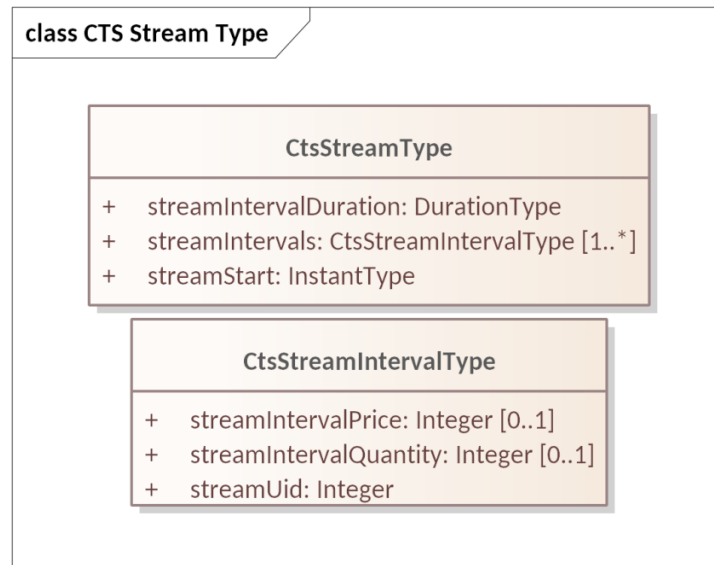 class CTS Stream Type
CtsStreamType
+ streamIntervalDuration: DurationType
+ streamIntervals: CtsStreamIntervalType [1..*]
+ streamStart: InstantType
CtsStreamIntervalType
+ streamIntervalPrice: Integer [0..1]
+ streamIntervalQuantity: Integer [0..1]
+ streamUid: Integer